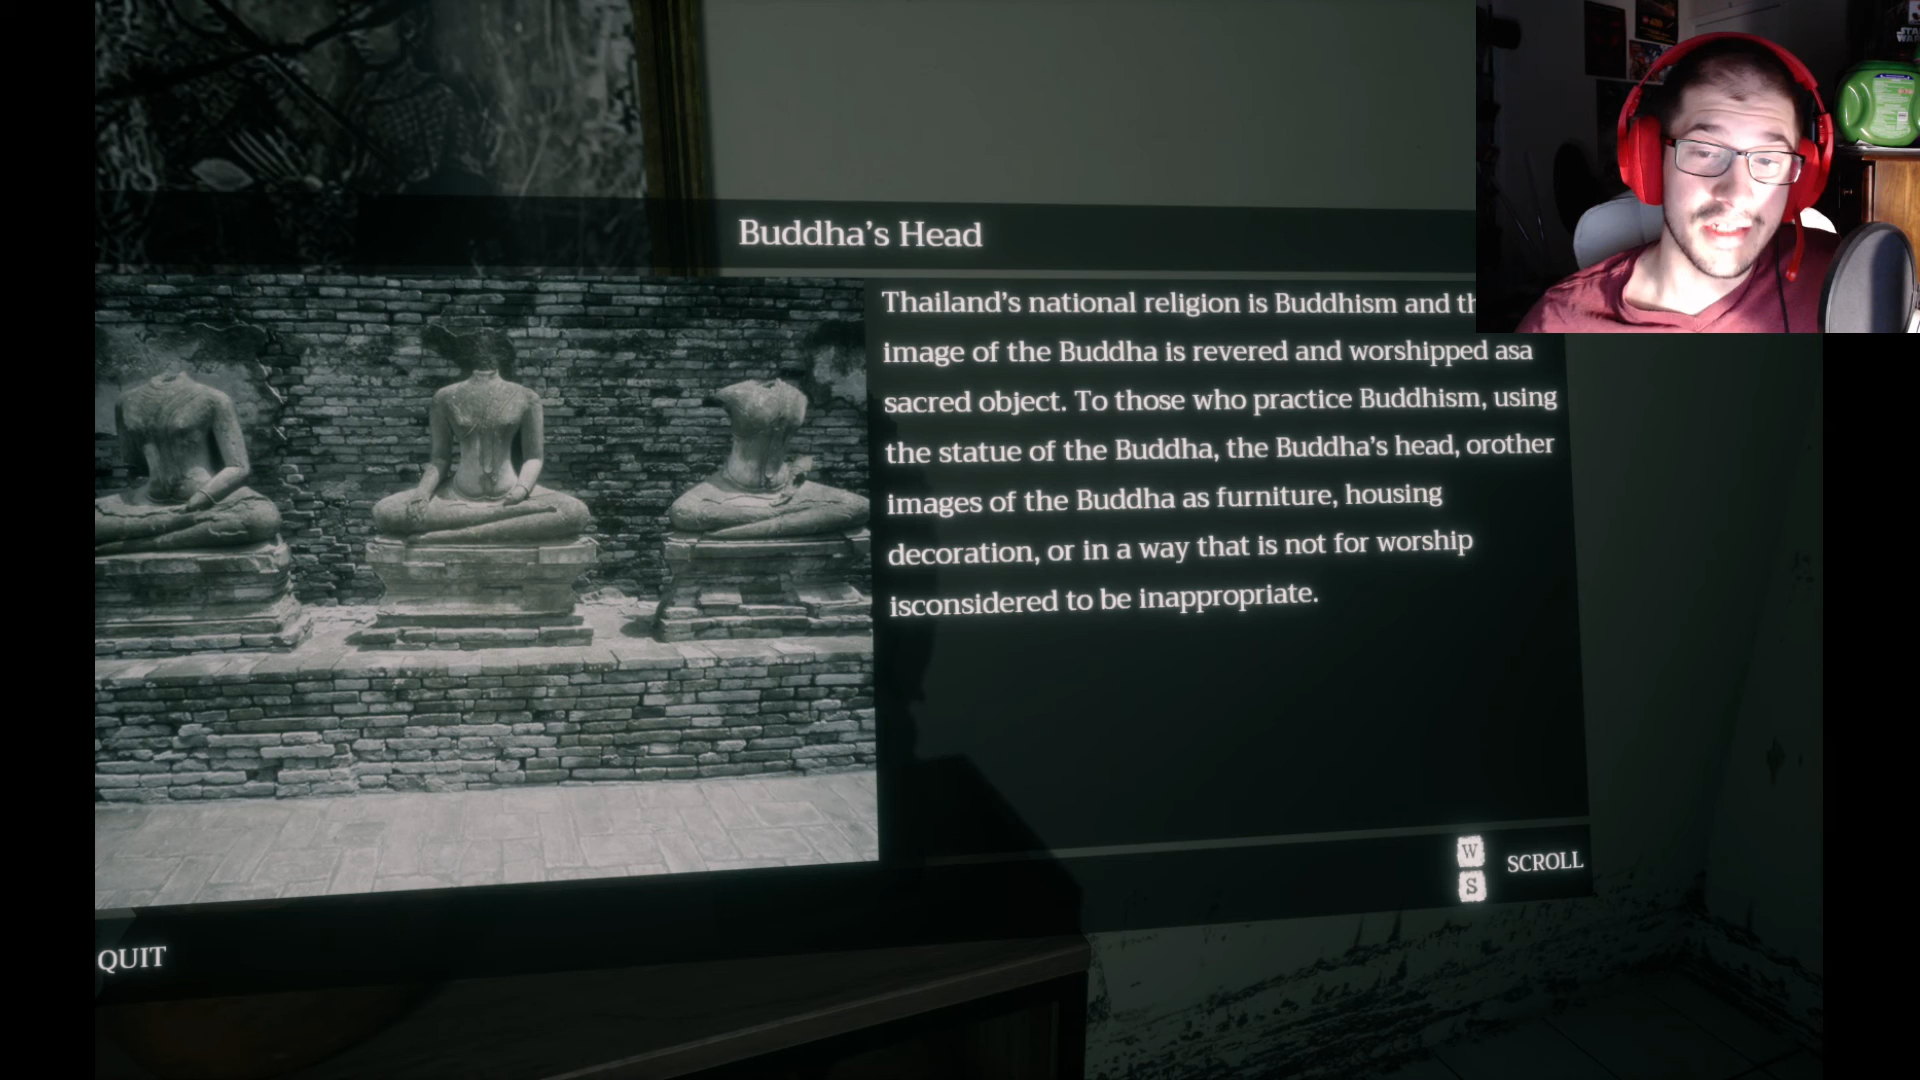 Buddha's Head
Thailand's national religion is Buddhism and
image of the Buddha is revered and worshipped asa
sacred object. To those who practice Buddhism, using
the statue of the Buddha, the Buddha's head, orother
images of the Buddha as furniture, housing
decoration, or in a way that is not for worship
isconsidered to be inappropriate.
W
S
SCROLL
QUIT
STAR
WARS